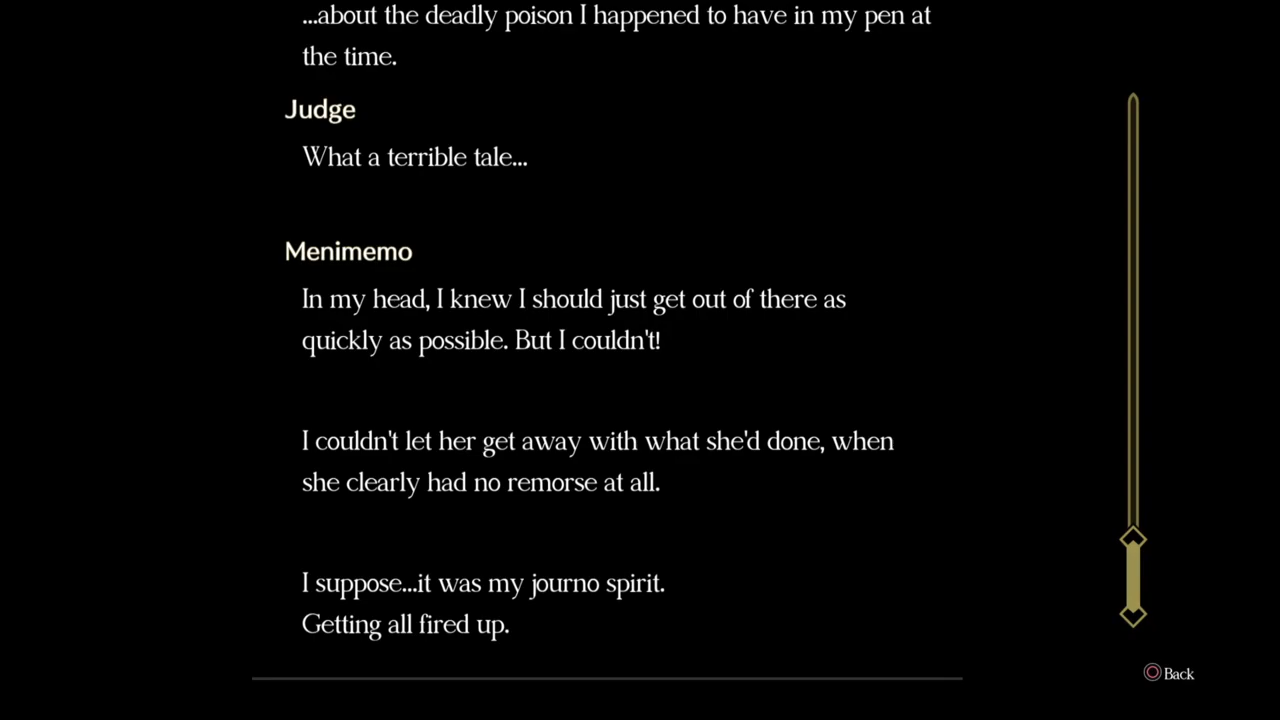 ...about the deadly poison I happened to have in my pen at
the time.
Judge
What a terrible tale...
Menimemo
In my head, I knew I should just get out of there as
quickly as possible. But I couldn't!
I couldn't let her get away with what she'd done, when
she clearly had no remorse at all.
I suppose...it was my journo spirit.
Getting all fired up.
Back